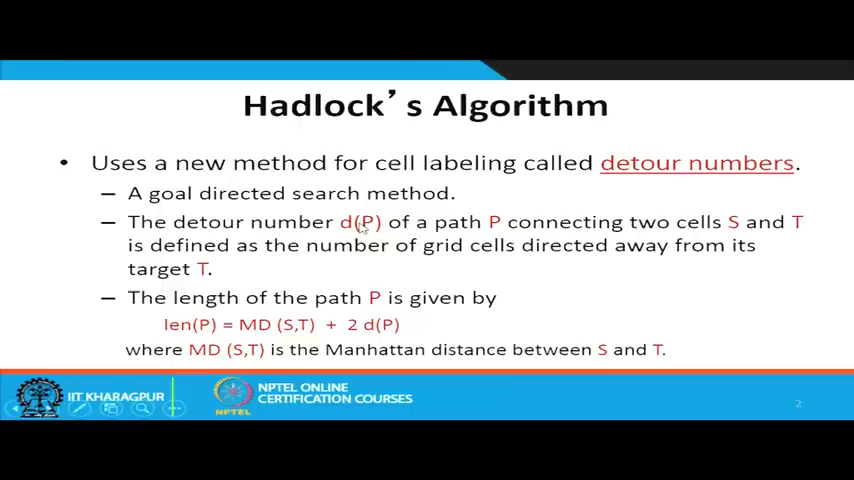 Hadlock's Algorithm
• Uses a new method for cell labeling called detour numbers.
– A goal directed search method.
– The detour number d(P) of a path P connecting two cells S and T
is defined as the number of grid cells directed away from its
target T.
– The length of the path P is given by
len(P) = MD (S,T) + 2 d(P)
where MD (S,T) is the Manhattan distance between S and T.
IIT KHARAGPUR
NPTEL
NPTEL ONLINE
CERTIFICATION COURSES
2